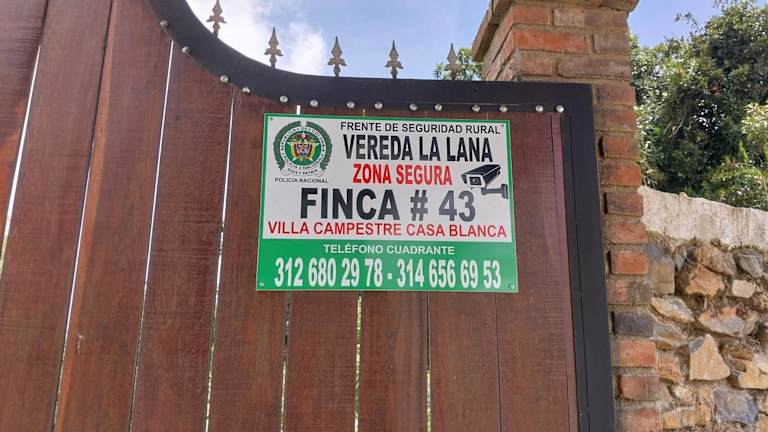 FRENTE DE SEGURIDAD RURAL
VEREDA LA LANA
ZONA SEGURA
POLICÍA NACIONAL
FINCA # 43
VILLA CAMPESTRE CASA BLANCA
TELÉFONO CUADRANTE
312 680 29 78 - 314 656 69 53